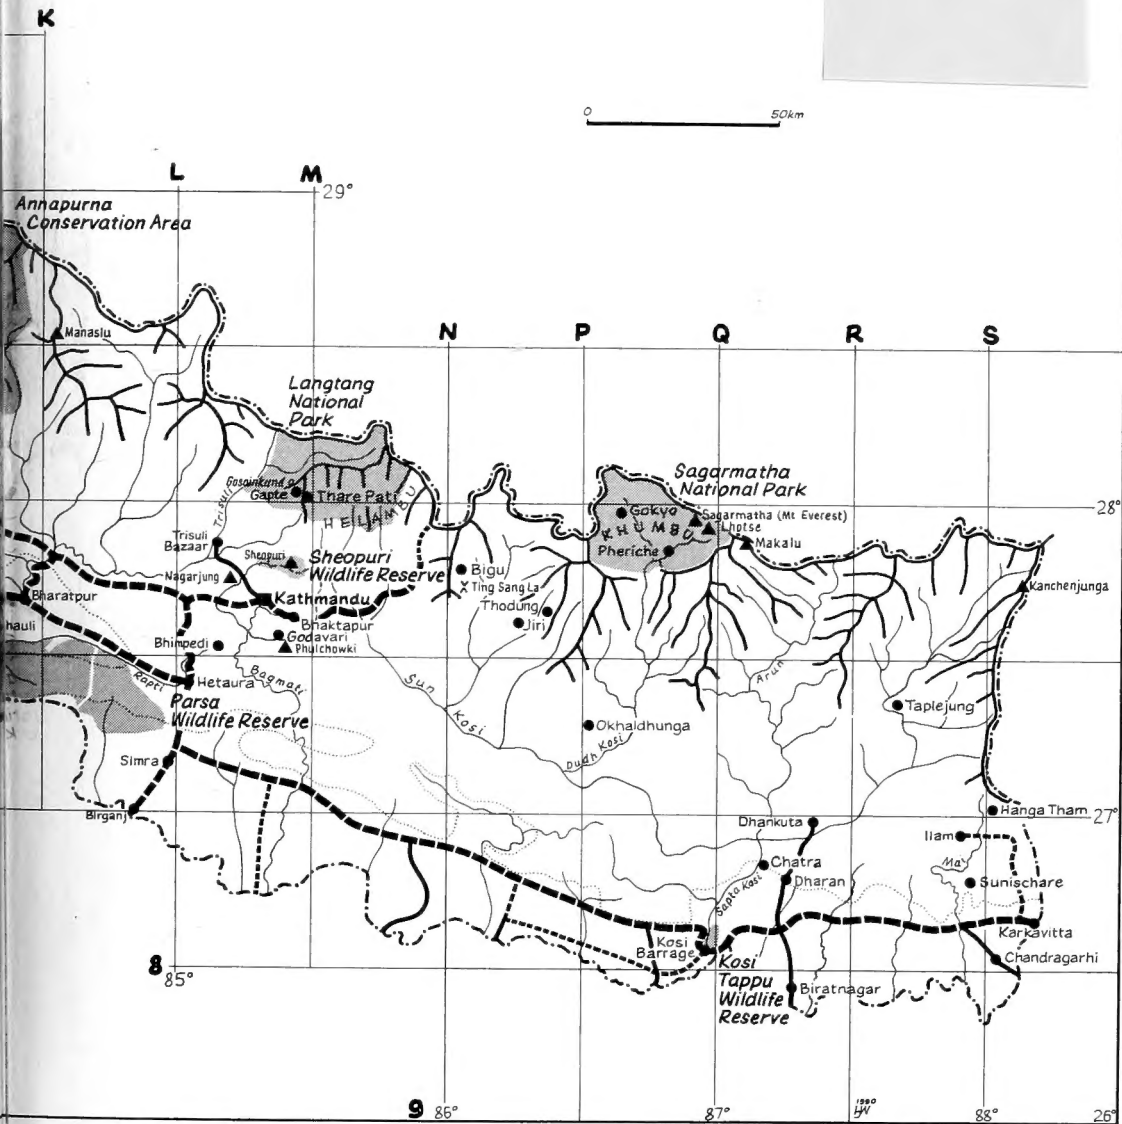 K
0 50km
L M
29°
Annapurna
Conservation Area
Manaslu
N P Q R S
Langtang
National
Park
Sagarmatha
National Park
Gosainkund
Gapte
Thare Pati
HELAMBU
Trisuli
Gokyo
KHUMBU
Sagarmatha (Mt Everest)
Lhotse
28°
Trisuli
Bazaar
Pheriche
Makalu
Sheopuri
Sheopuri
Wildlife Reserve
Nagarjung
Bigu
Ting Sang La
Kanchenjunga
Bharatpur
Kathmandu
Thodung
Bhaktapur
Jiri
hauli
Godavari
Bhimpedi
Phulchowki
Rapti
Hetaura
Bagmati
Sun
Kosi
Arun
Parsa
Wildlife Reserve
Taplejung
Okhaldhunga
Dudh Kosi
Simra
Birganj
Hanga Tham
27°
Dhankuta
Ilam
Chatra
Mai
Dharan
Sunischare
Sapta Kosi
Karkavitta
Kosi
Barrage
Chandragarhi
8
85°
Kosi
Tappu
Wildlife
Reserve
Biratnagar
9 86° 87° 88° 26°
1990
HW